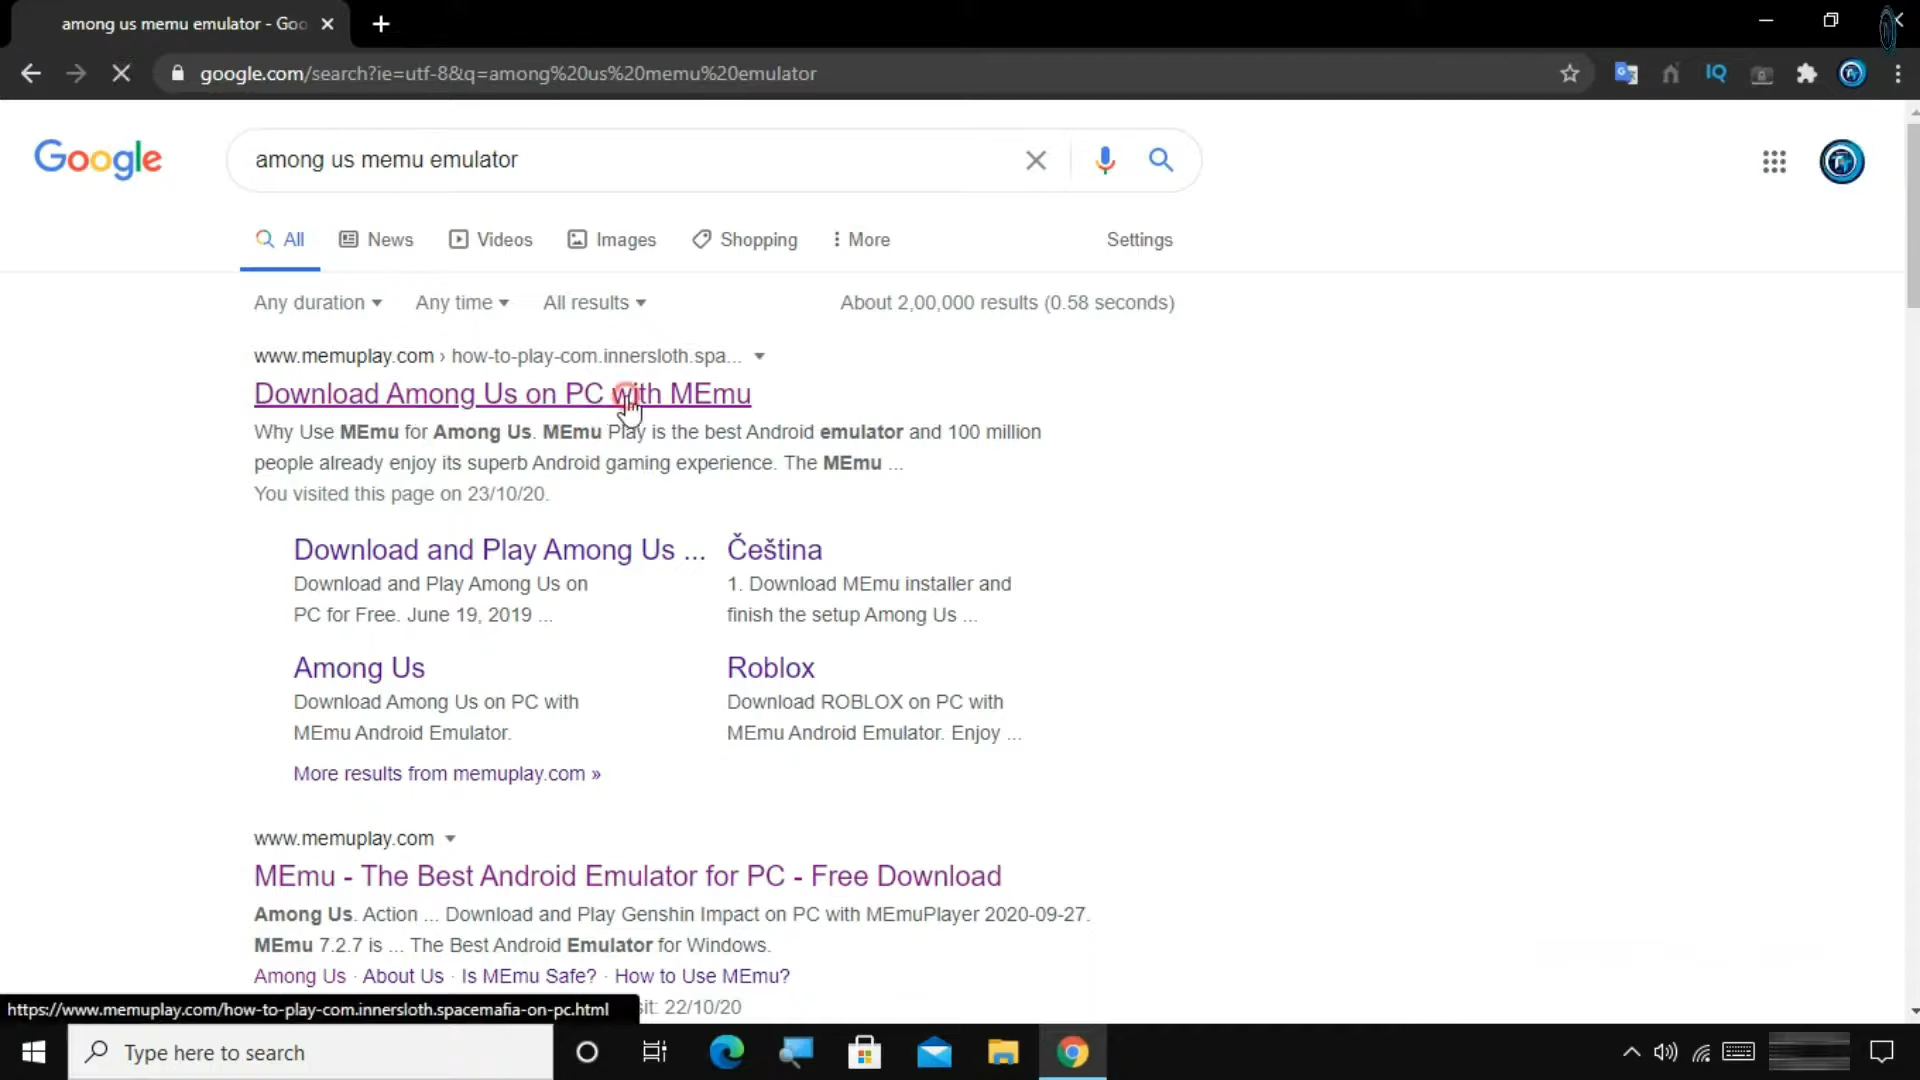 among us memu emulator - Goo
google.com/search?ie=utf-8&q=among%20us%20memu%20emulator
IQ
Google
among us memu emulator
All
News
Videos
Images
Shopping
More
Settings
Any duration
Any time
All results
About 2,00,000 results (0.58 seconds)
www.memuplay.com › how-to-play-com.innersloth.spa...
Download Among Us on PC with MEmu
Why Use MEmu for Among Us. MEmu Play is the best Android emulator and 100 million
people already enjoy its superb Android gaming experience. The MEmu ...
You visited this page on 23/10/20.
Download and Play Among Us ...
Download and Play Among Us on
PC for Free. June 19, 2019 ...
Čeština
1. Download MEmu installer and
finish the setup Among Us ...
Among Us
Download Among Us on PC with
MEmu Android Emulator.
Roblox
Download ROBLOX on PC with
MEmu Android Emulator. Enjoy ...
More results from memuplay.com »
www.memuplay.com
MEmu - The Best Android Emulator for PC - Free Download
Among Us. Action ... Download and Play Genshin Impact on PC with MEmuPlayer 2020-09-27.
MEmu 7.2.7 is ... The Best Android Emulator for Windows.
Among Us · About Us · Is MEmu Safe? · How to Use MEmu?
sit: 22/10/20
https://www.memuplay.com/how-to-play-com.innersloth.spacemafia-on-pc.html
Type here to search